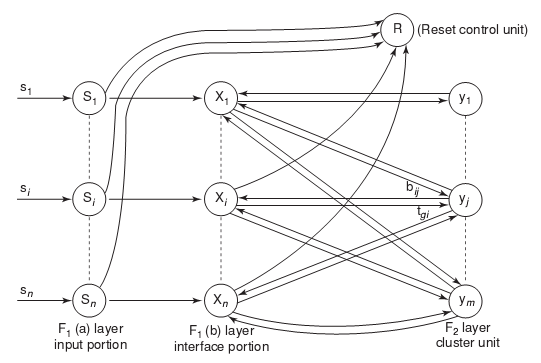 R (Reset control unit)
s1 S1 X1 y1
bij
si Si Xi yj
tgi
sn Sn Xn ym
F1 (a) layer F1 (b) layer F2 layer
input portion interface portion cluster unit